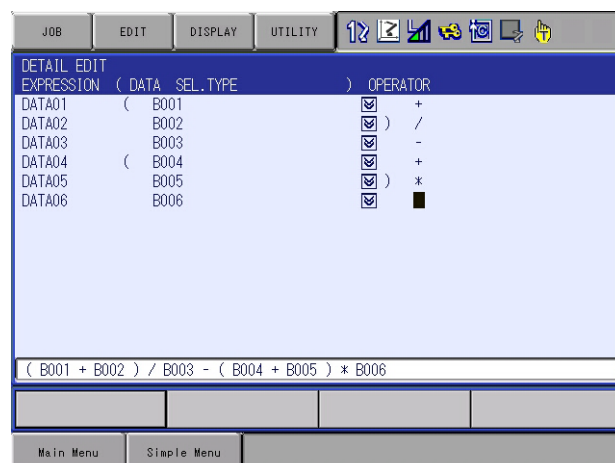 JOB EDIT DISPLAY UTILITY
DETAIL EDIT
EXPRESSION ( DATA SEL.TYPE ) OPERATOR
DATA01 ( B001 +
DATA02 B002 ) /
DATA03 B003 -
DATA04 ( B004 +
DATA05 B005 ) *
DATA06 B006
( B001 + B002 ) / B003 - ( B004 + B005 ) * B006
Main Menu Simple Menu